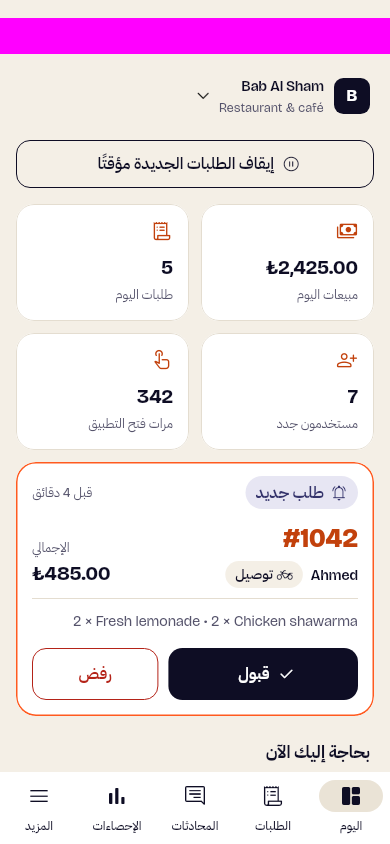 B
Bab Al Sham
Restaurant & café
إيقاف الطلبات الجديدة مؤقتًا
₺2,425.00
مبيعات اليوم
5
طلبات اليوم
7
مستخدمون جدد
342
مرات فتح التطبيق
طلب جديد
قبل 4 دقائق
#1042
الإجمالي
Ahmed توصيل
₺485.00
2 × Fresh lemonade • 2 × Chicken shawarma
قبول
رفض
بحاجة إليك الآن
اليوم
الطلبات
المحادثات
الإحصاءات
المزيد